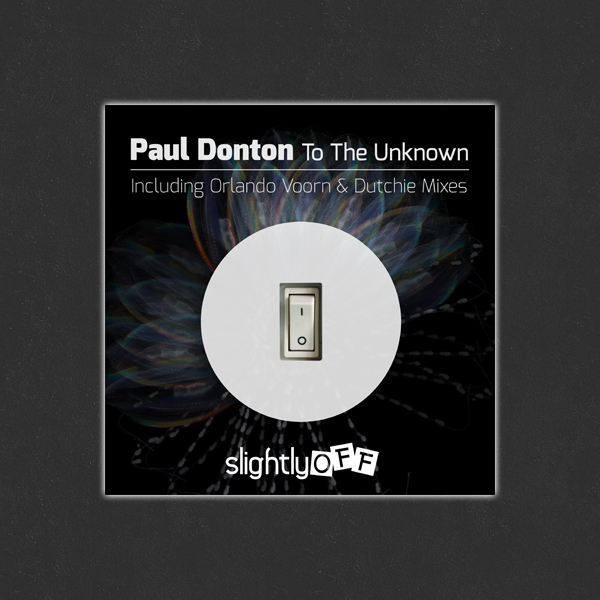 Paul Donton To The Unknown
Including Orlando Voorn & Dutchie Mixes
I
O
slightlyOFF